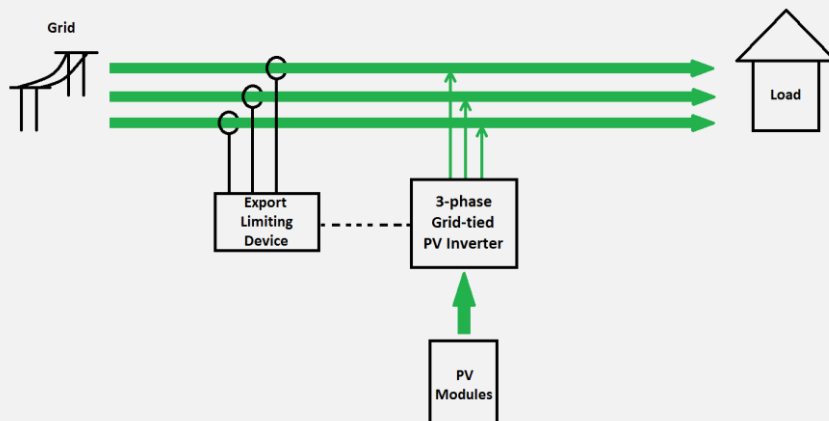 Grid
Load
Export
Limiting
Device
3-phase
Grid-tied
PV Inverter
PV
Modules